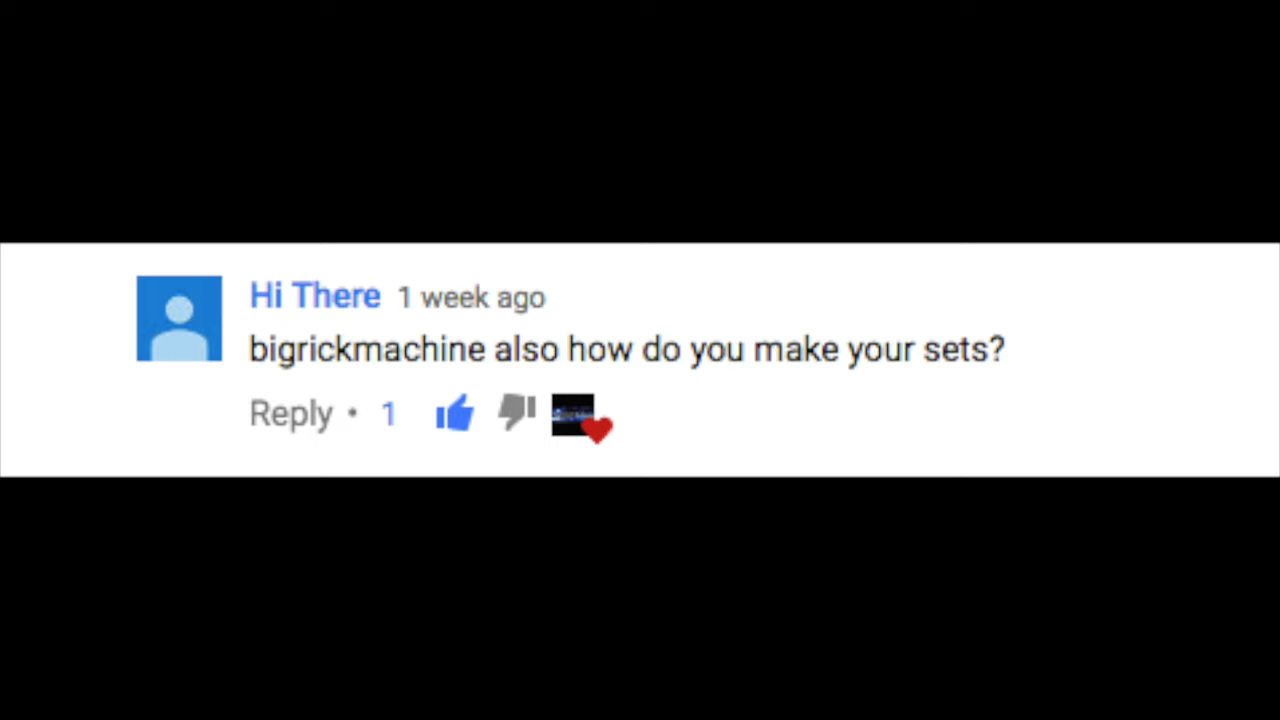 Hi There 1 week ago
bigrickmachine also how do you make your sets?
Reply • 1